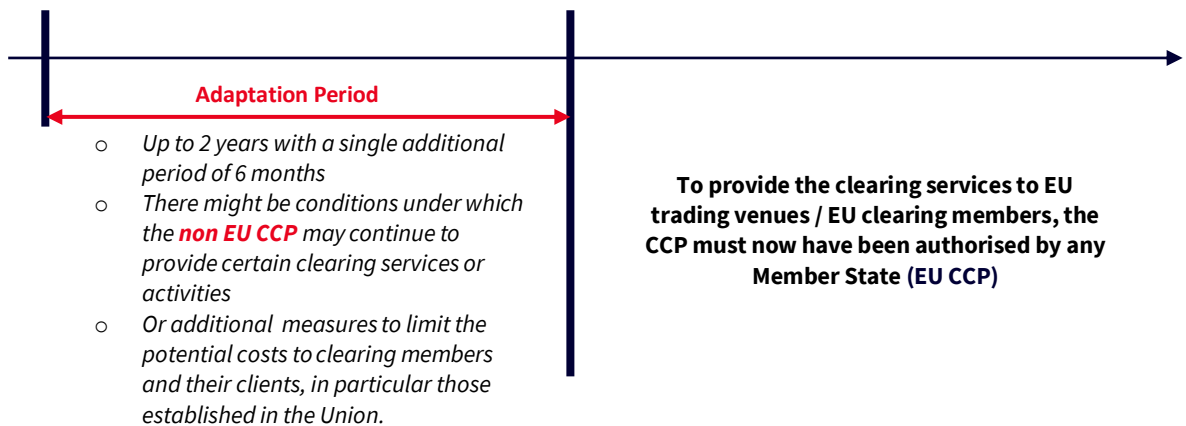 Adaptation Period
o Up to 2 years with a single additional
period of 6 months
o There might be conditions under which
the non EU CCP may continue to
provide certain clearing services or
activities
o Or additional measures to limit the
potential costs to clearing members
and their clients, in particular those
established in the Union.
To provide the clearing services to EU
trading venues / EU clearing members, the
CCP must now have been authorised by any
Member State (EU CCP)